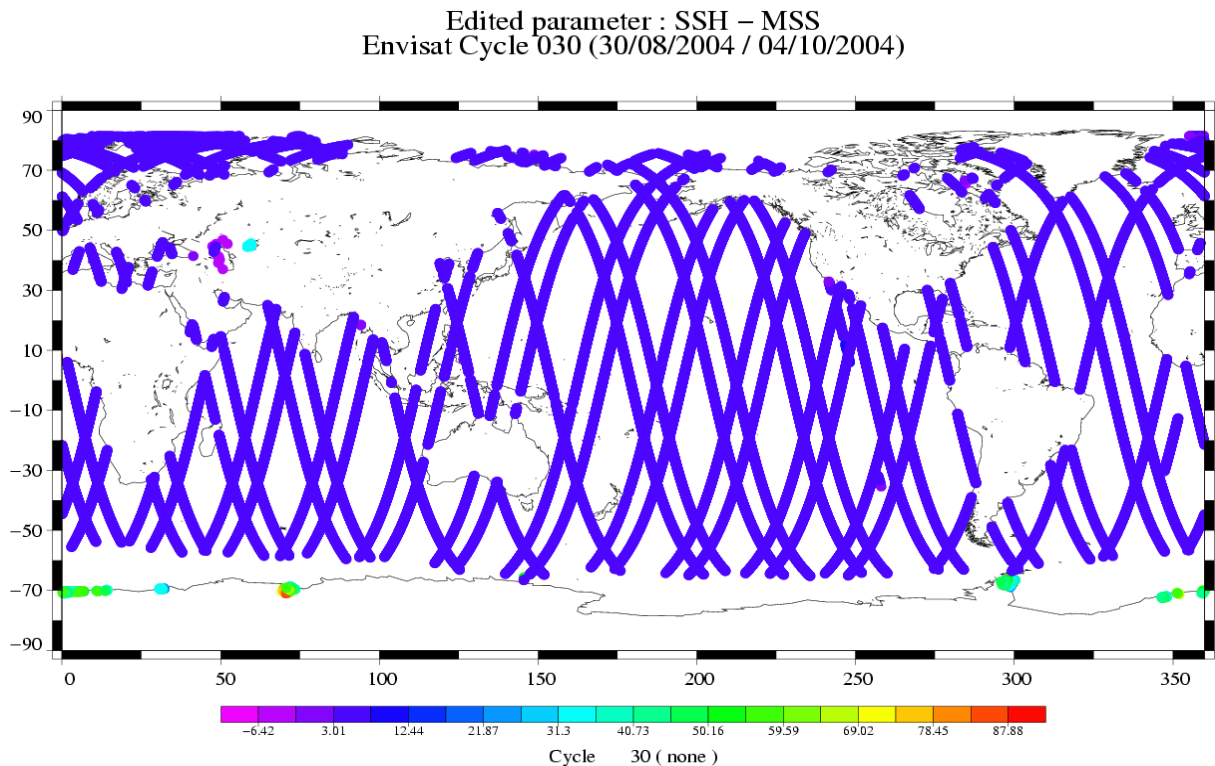 Edited parameter : SSH – MSS
Envisat Cycle 030 (30/08/2004 / 04/10/2004)
90
70
50
30
10
−10
−30
−50
−70
−90
0 50 100 150 200 250 300 350
−6.42 3.01 12.44 21.87 31.3 40.73 50.16 59.59 69.02 78.45 87.88
Cycle 30 ( none )